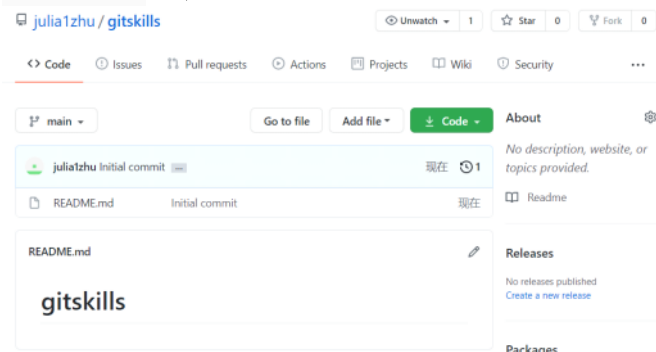 julia1zhu / gitskills
Unwatch 1 Star 0 Fork 0
<> Code Issues Pull requests Actions Projects Wiki Security ...
main Go to file Add file Code
About
No description, website, or
topics provided.
Readme
julia1zhu Initial commit ... 现在 1
README.md Initial commit 现在
README.md
gitskills
Releases
No releases published
Create a new release
Packages